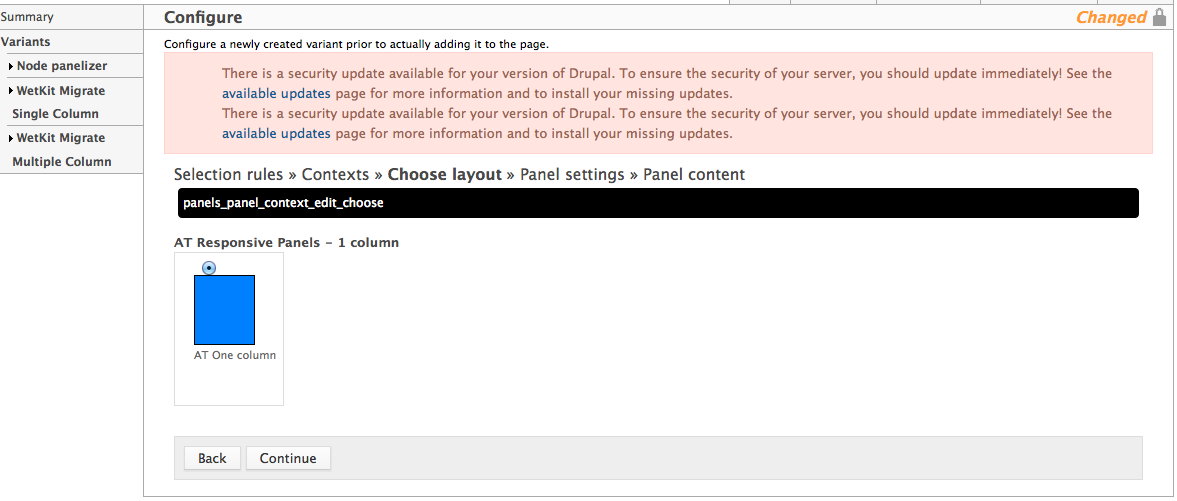 Summary
Variants
Node panelizer
WetKit Migrate
Single Column
WetKit Migrate
Multiple Column
Configure
Changed
Configure a newly created variant prior to actually adding it to the page.
There is a security update available for your version of Drupal. To ensure the security of your server, you should update immediately! See the
available updates page for more information and to install your missing updates.
There is a security update available for your version of Drupal. To ensure the security of your server, you should update immediately! See the
available updates page for more information and to install your missing updates.
Selection rules » Contexts » Choose layout » Panel settings » Panel content
panels_panel_context_edit_choose
AT Responsive Panels - 1 column
AT One column
Back
Continue